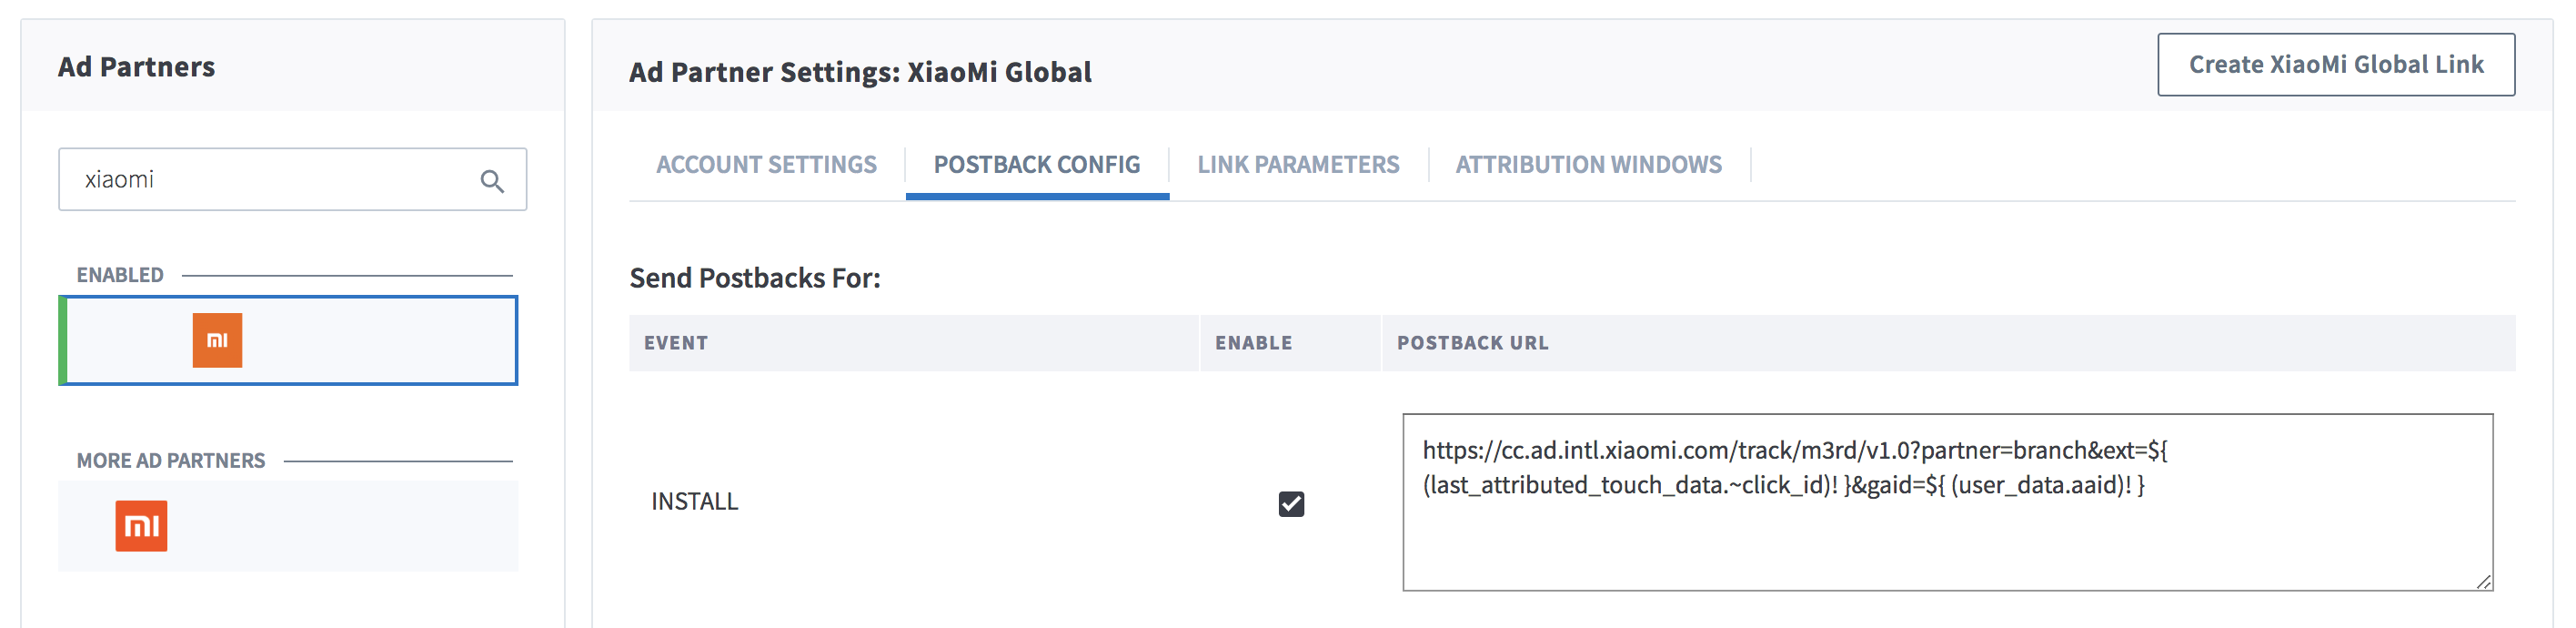 Ad Partners
xiaomi
ENABLED
mi
MORE AD PARTNERS
mi
Ad Partner Settings: XiaoMi Global
Create XiaoMi Global Link
ACCOUNT SETTINGS
POSTBACK CONFIG
LINK PARAMETERS
ATTRIBUTION WINDOWS
Send Postbacks For:
EVENT
ENABLE
POSTBACK URL
INSTALL
https://cc.ad.intl.xiaomi.com/track/m3rd/v1.0?partner=branch&ext=${
(last_attributed_touch_data.~click_id)! }&gaid=${ (user_data.aaid)! }